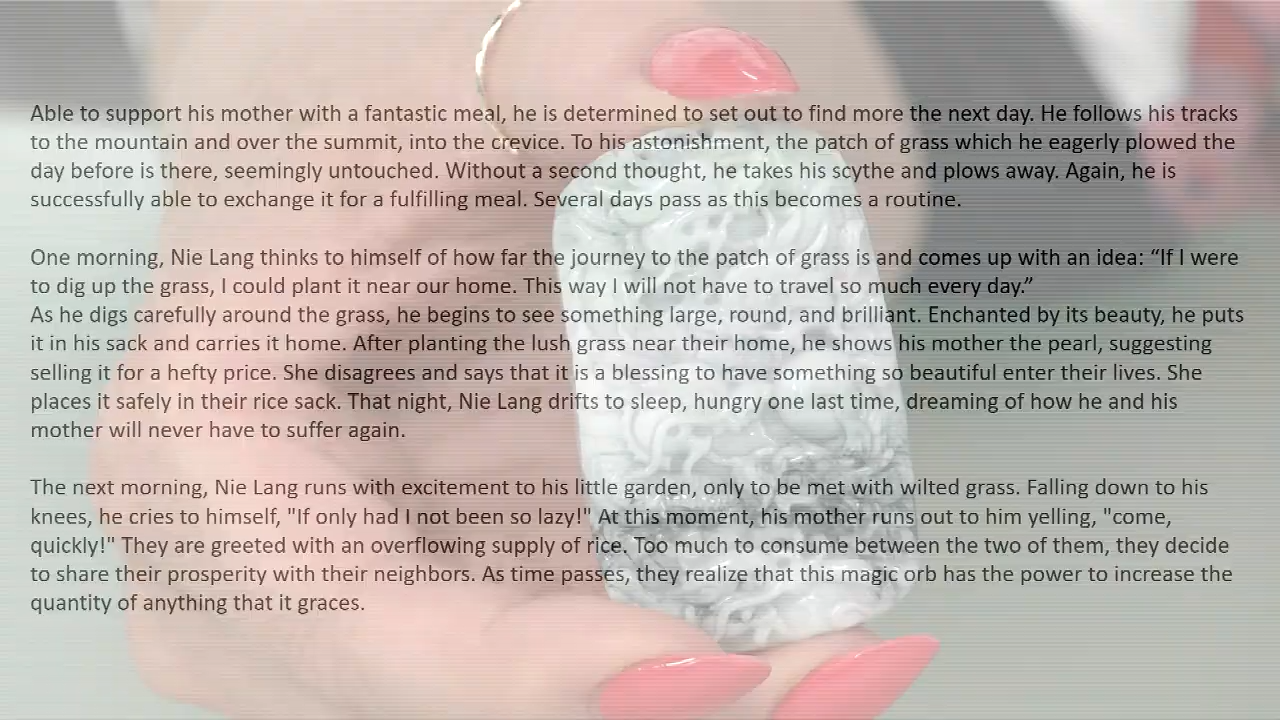 Able to support his mother with a fantastic meal, he is determined to set out to find more the next day. He follows his tracks
to the mountain and over the summit, into the crevice. To his astonishment, the patch of grass which he eagerly plowed the
day before is there, seemingly untouched. Without a second thought, he takes his scythe and plows away. Again, he is
successfully able to exchange it for a fulfilling meal. Several days pass as this becomes a routine.
One morning, Nie Lang thinks to himself of how far the journey to the patch of grass is and comes up with an idea: “If I were
to dig up the grass, I could plant it near our home. This way I will not have to travel so much every day.”
As he digs carefully around the grass, he begins to see something large, round, and brilliant. Enchanted by its beauty, he puts
it in his sack and carries it home. After planting the lush grass near their home, he shows his mother the pearl, suggesting
selling it for a hefty price. She disagrees and says that it is a blessing to have something so beautiful enter their lives. She
places it safely in their rice sack. That night, Nie Lang drifts to sleep, hungry one last time, dreaming of how he and his
mother will never have to suffer again.
The next morning, Nie Lang runs with excitement to his little garden, only to be met with wilted grass. Falling down to his
knees, he cries to himself, "If only had I not been so lazy!" At this moment, his mother runs out to him yelling, "come,
quickly!" They are greeted with an overflowing supply of rice. Too much to consume between the two of them, they decide
to share their prosperity with their neighbors. As time passes, they realize that this magic orb has the power to increase the
quantity of anything that it graces.